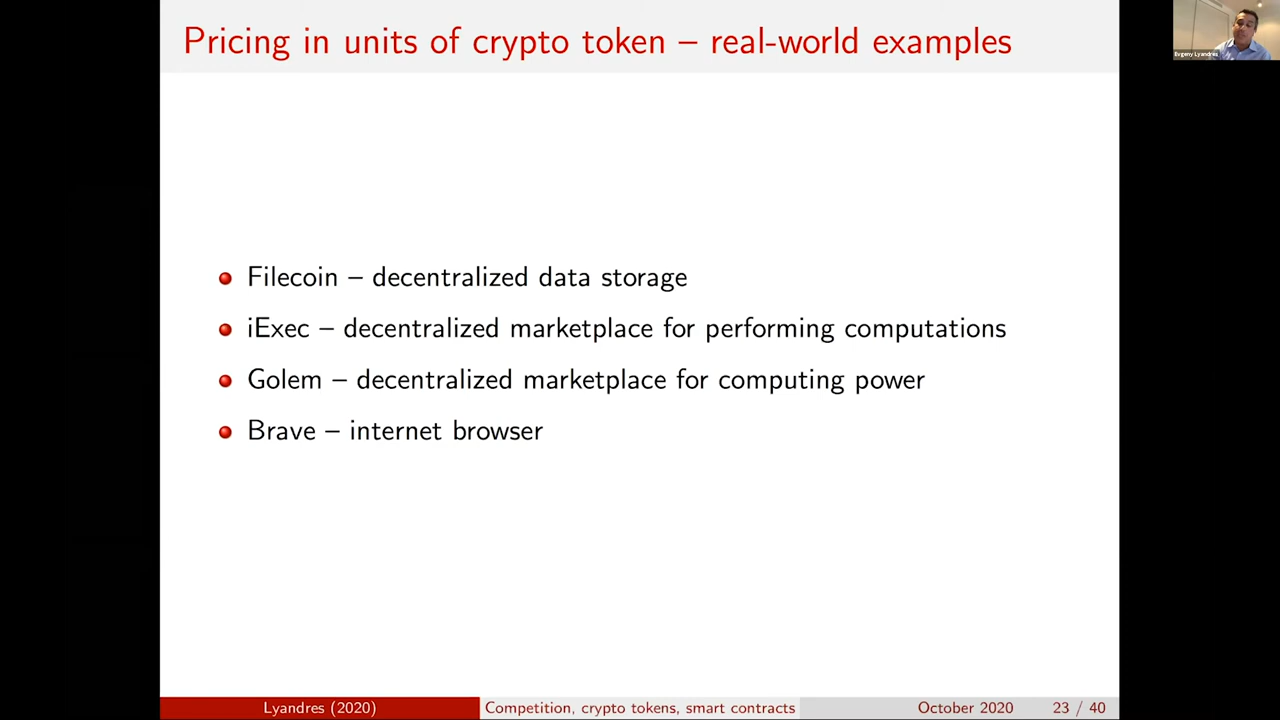 Pricing in units of crypto token – real-world examples
Evgeny Lyandres
Filecoin – decentralized data storage
iExec – decentralized marketplace for performing computations
Golem – decentralized marketplace for computing power
Brave – internet browser
Lyandres (2020)
Competition, crypto tokens, smart contracts
October 2020
23 / 40